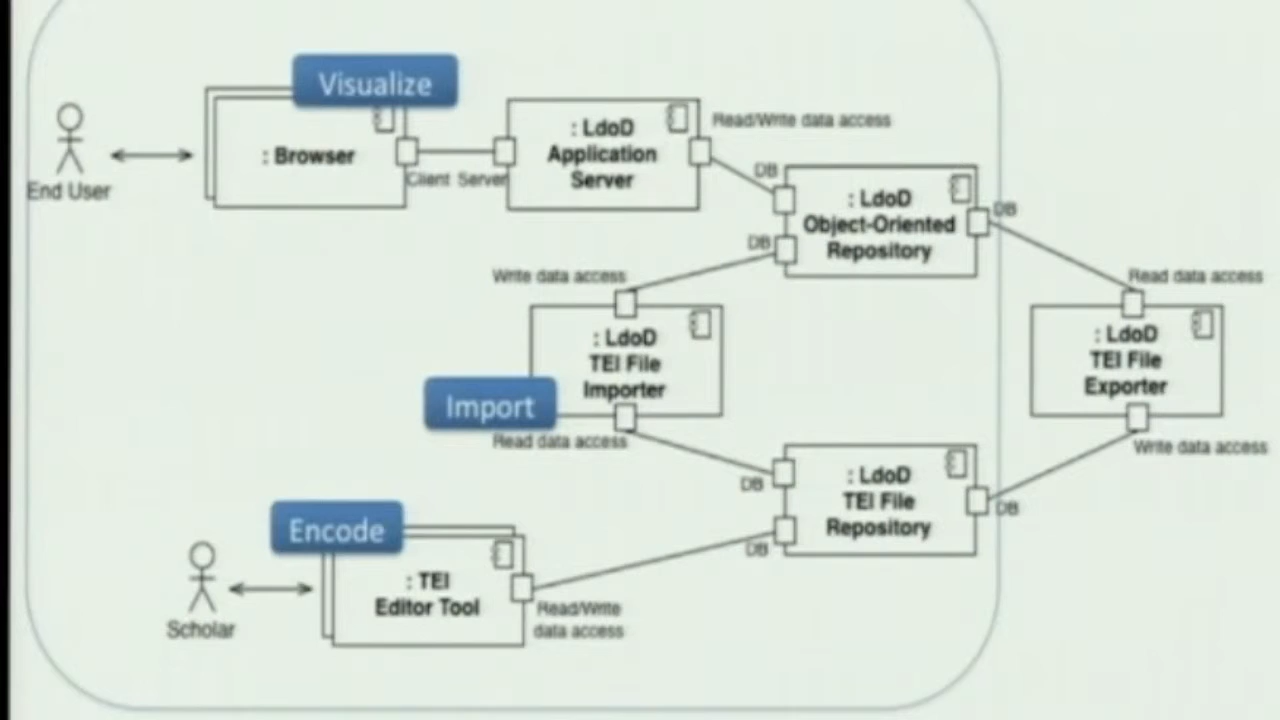 Visualize
: LdoD
Application
Server
Read/Write data access
: Browser
End User
Client Server
DB
: LdoD
Object-Oriented
Repository
DB
DB
Write data access
Read data access
: LdoD
TEI File
Importer
: LdoD
TEI File
Exporter
Import
Read data access
Write data access
DB
: LdoD
TEI File
Repository
DB
DB
Encode
: TEI
Editor Tool
Scholar
Read/Write
data access